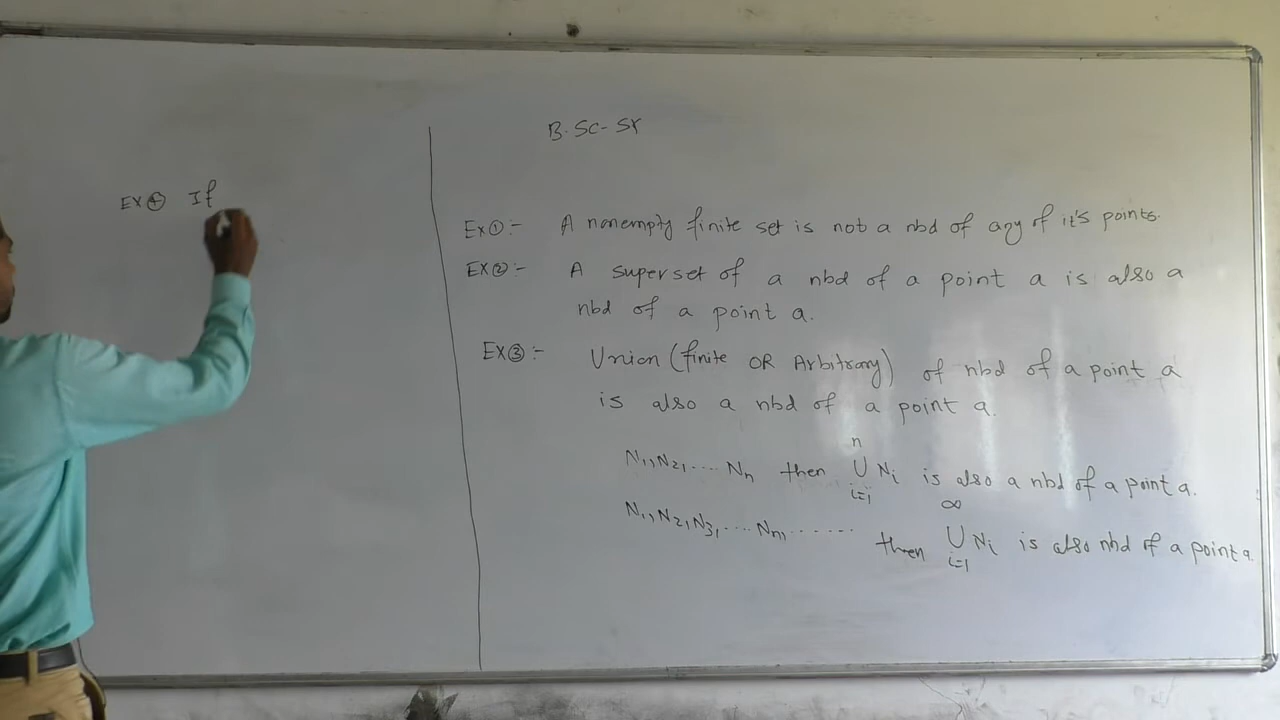 B.SC-SY
Ex①:- A nonempty finite set is not a nbd of any of it's points.
EX②:- A superset of a nbd of a point a is also a
nbd of a point a.
EX③:- Union (finite OR Arbitrary) of nbd of a point a
is also a nbd of a point a.
N₁, N₂, .... Nₙ then ⋃ᵢ₌₁ⁿ Nᵢ is also a nbd of a point a.
N₁, N₂, N₃, .... Nₙ, ....... then ⋃ᵢ₌₁^∞ Nᵢ is also nbd of a point a.
EX④ If